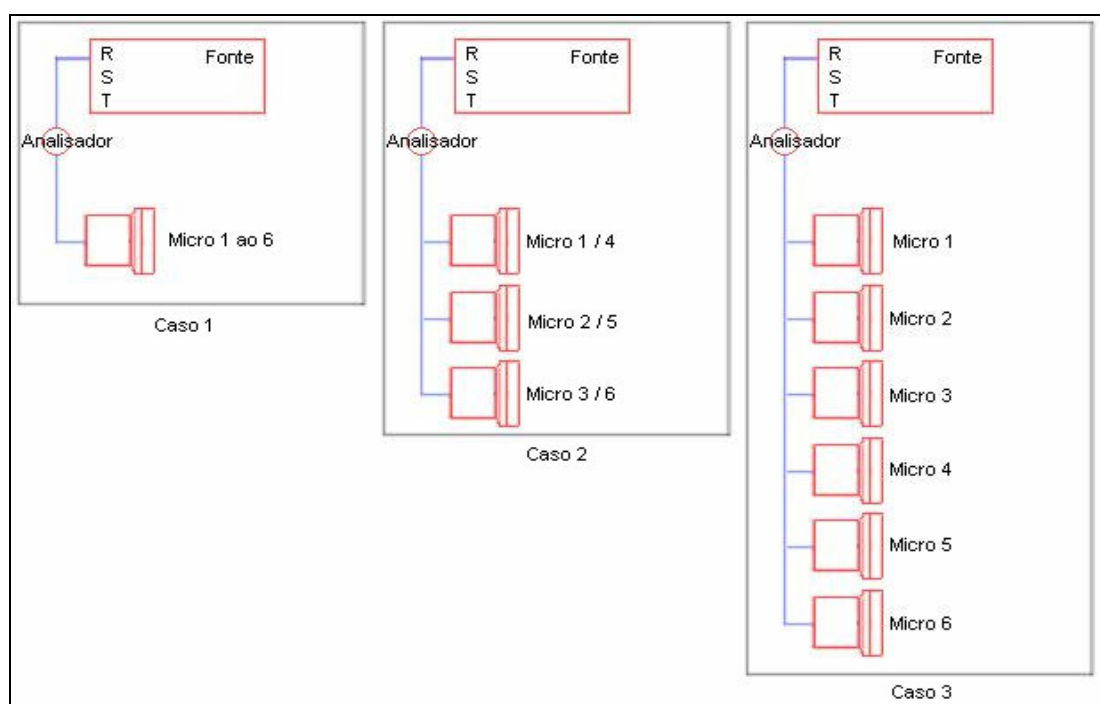 R Fonte
S
T
Analisador
Micro 1 ao 6
Caso 1
R Fonte
S
T
Analisador
Micro 1 / 4
Micro 2 / 5
Micro 3 / 6
Caso 2
R Fonte
S
T
Analisador
Micro 1
Micro 2
Micro 3
Micro 4
Micro 5
Micro 6
Caso 3